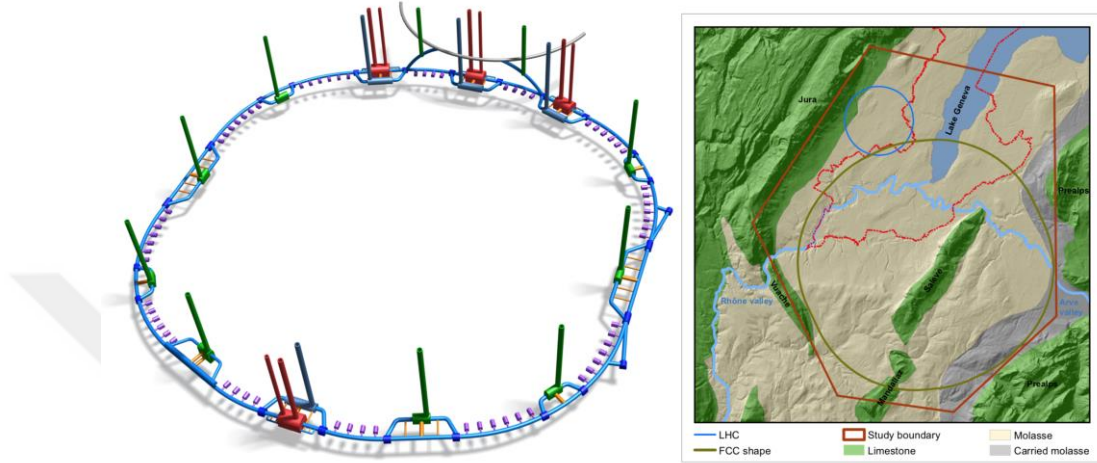 Jura
Lake Geneva
Prealps
Salève
Rhône valley
Vuache
Arve
valley
Mandallaz
Prealps
LHC
Study boundary
Molasse
FCC shape
Limestone
Carried molasse